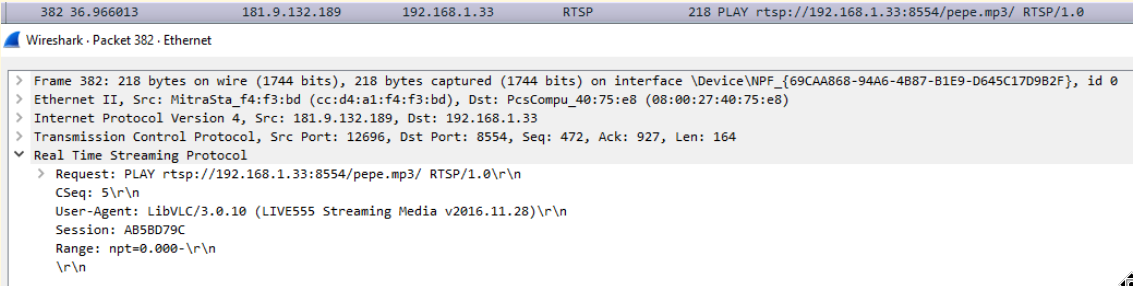 382 36.966013 181.9.132.189 192.168.1.33 RTSP 218 PLAY rtsp://192.168.1.33:8554/pepe.mp3/ RTSP/1.0
Wireshark · Packet 382 · Ethernet
Frame 382: 218 bytes on wire (1744 bits), 218 bytes captured (1744 bits) on interface \Device\NPF_{69CAA868-94A6-4B87-B1E9-D645C17D9B2F}, id 0
Ethernet II, Src: MitraSta_f4:f3:bd (cc:d4:a1:f4:f3:bd), Dst: PcsCompu_40:75:e8 (08:00:27:40:75:e8)
Internet Protocol Version 4, Src: 181.9.132.189, Dst: 192.168.1.33
Transmission Control Protocol, Src Port: 12696, Dst Port: 8554, Seq: 472, Ack: 927, Len: 164
Real Time Streaming Protocol
Request: PLAY rtsp://192.168.1.33:8554/pepe.mp3/ RTSP/1.0\r\n
CSeq: 5\r\n
User-Agent: LibVLC/3.0.10 (LIVE555 Streaming Media v2016.11.28)\r\n
Session: AB5BD79C
Range: npt=0.000-\r\n
\r\n